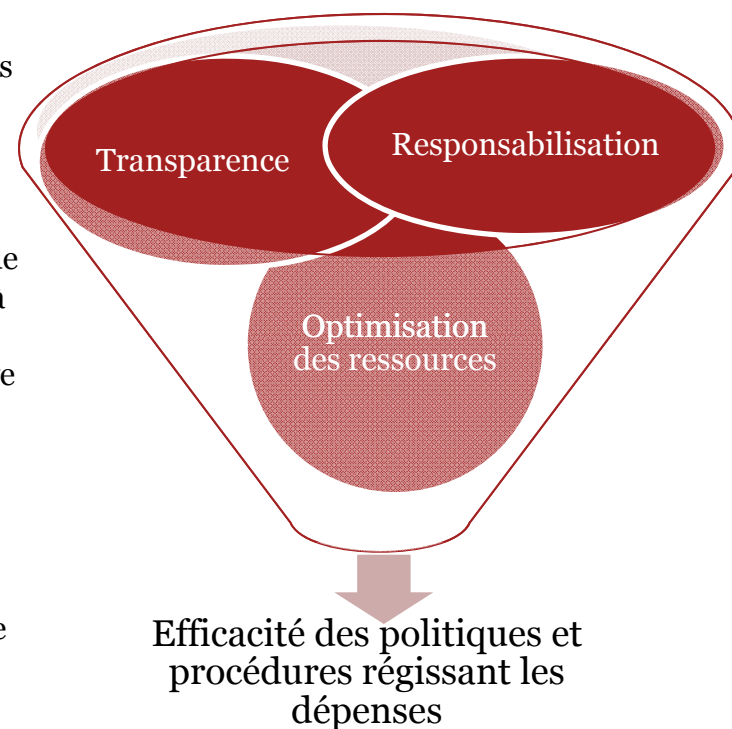 Transparence
Responsabilisation
Optimisation
des ressources
Efficacité des politiques et
procédures régissant les
dépenses